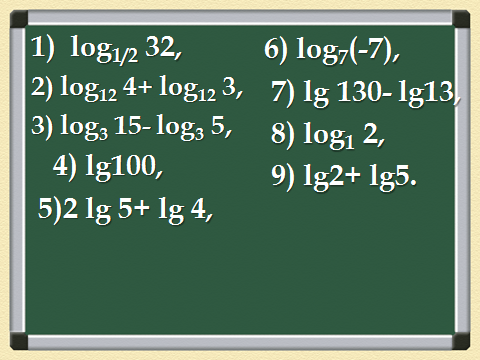 1) log₁/₂ 32,
2) log₁₂ 4+ log₁₂ 3,
3) log₃ 15- log₃ 5,
4) lg100,
5)2 lg 5+ lg 4,
6) log₇(-7),
7) lg 130- lg13,
8) log₁ 2,
9) lg2+ lg5.